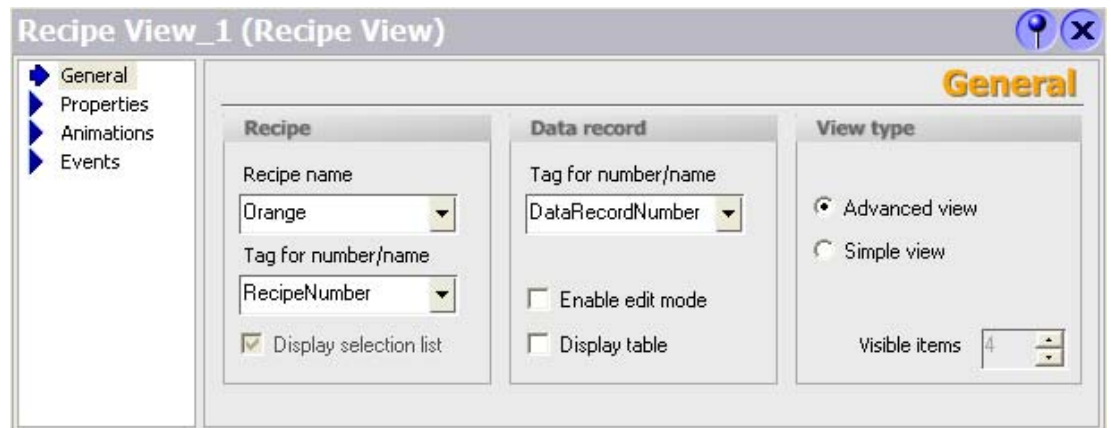 Recipe View_1 (Recipe View)
General
Properties
Animations
Events
General
Recipe
Recipe name
Orange
Tag for number/name
RecipeNumber
Display selection list
Data record
Tag for number/name
DataRecordNumber
Enable edit mode
Display table
View type
Advanced view
Simple view
Visible items 4